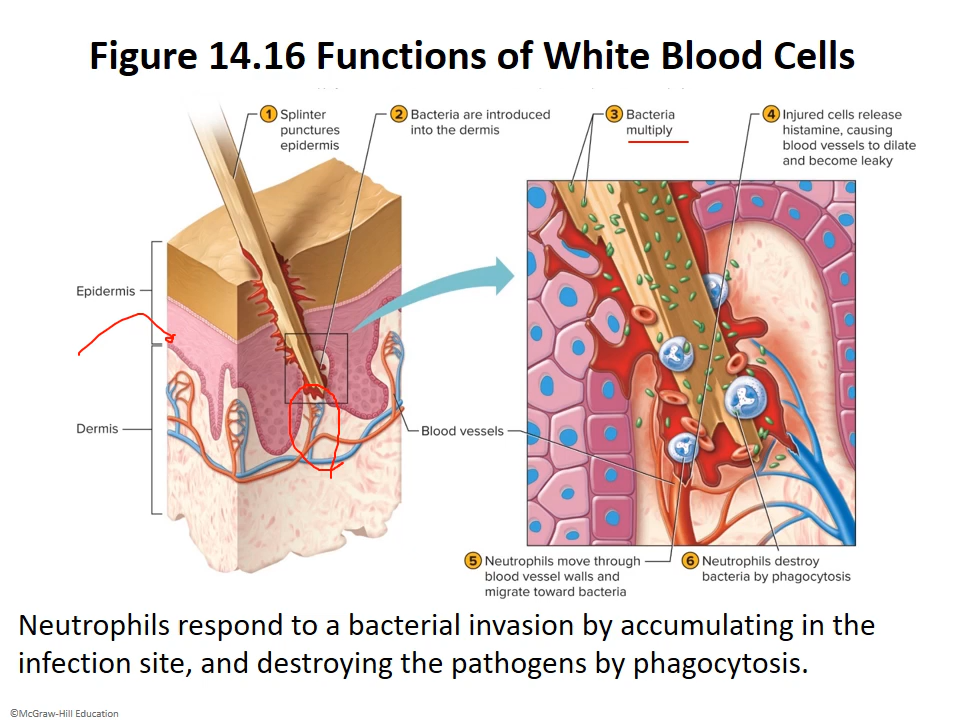 Figure 14.16 Functions of White Blood Cells
1 Splinter
punctures
epidermis
2 Bacteria are introduced
into the dermis
3 Bacteria
multiply
4 Injured cells release
histamine, causing
blood vessels to dilate
and become leaky
Epidermis
Dermis
Blood vessels
5 Neutrophils move through
blood vessel walls and
migrate toward bacteria
6 Neutrophils destroy
bacteria by phagocytosis
Neutrophils respond to a bacterial invasion by accumulating in the
infection site, and destroying the pathogens by phagocytosis.
©McGraw-Hill Education